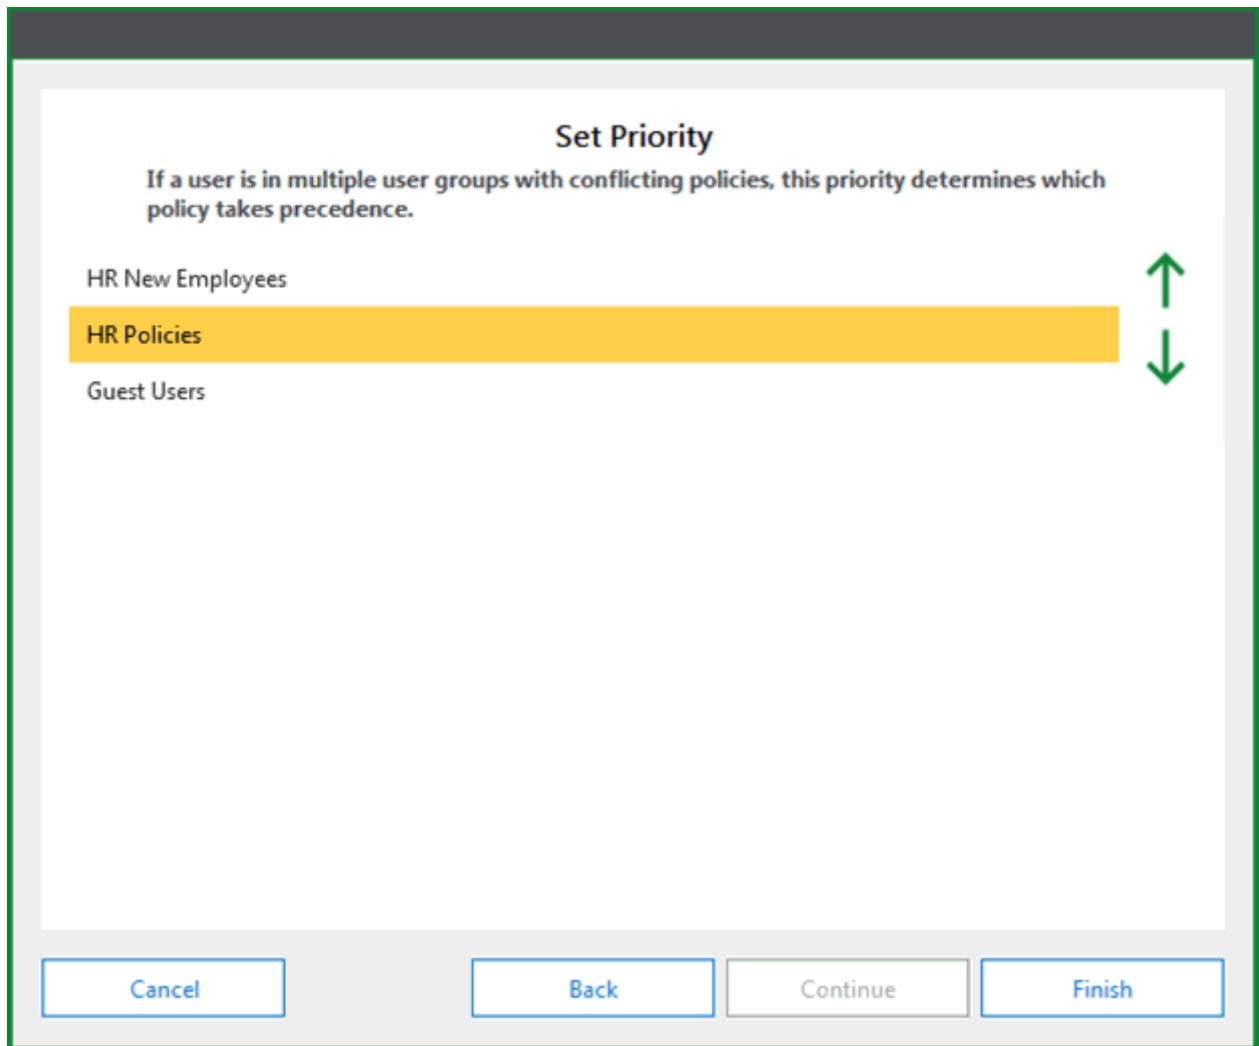 Set Priority
If a user is in multiple user groups with conflicting policies, this priority determines which
policy takes precedence.
HR New Employees
HR Policies
Guest Users
Cancel
Back
Continue
Finish